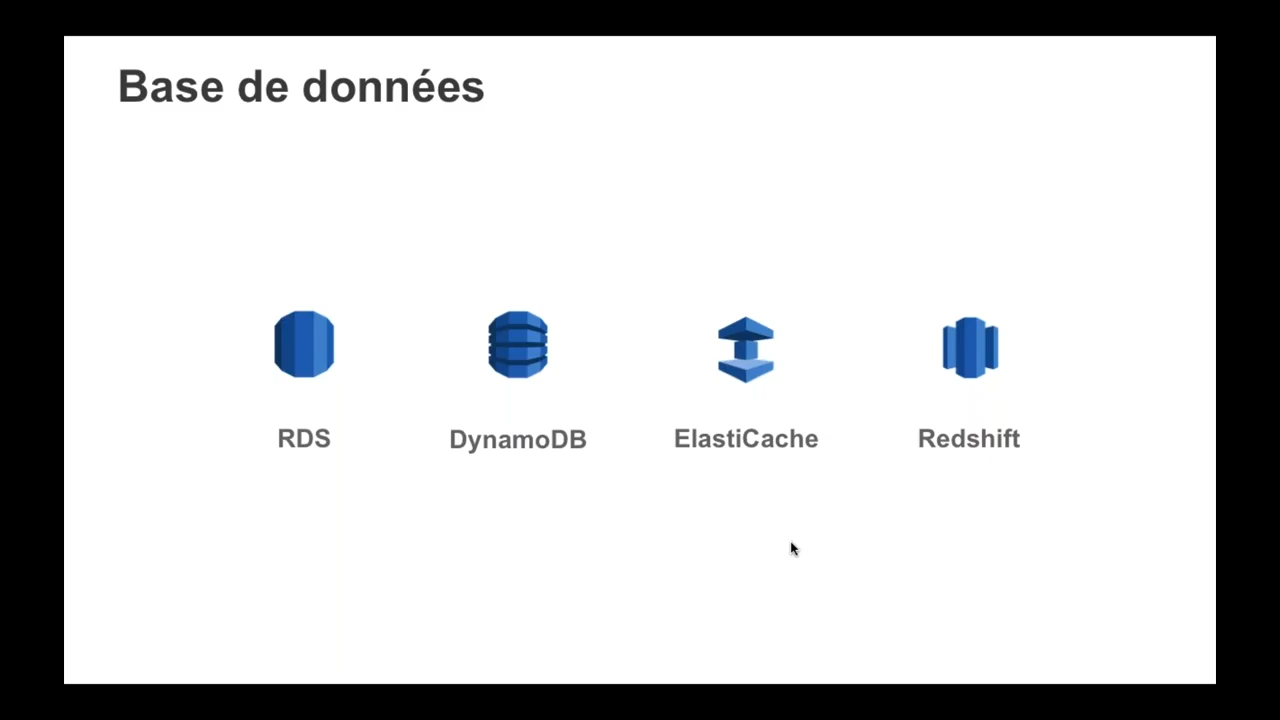 Base de données
RDS
DynamoDB
ElastiCache
Redshift